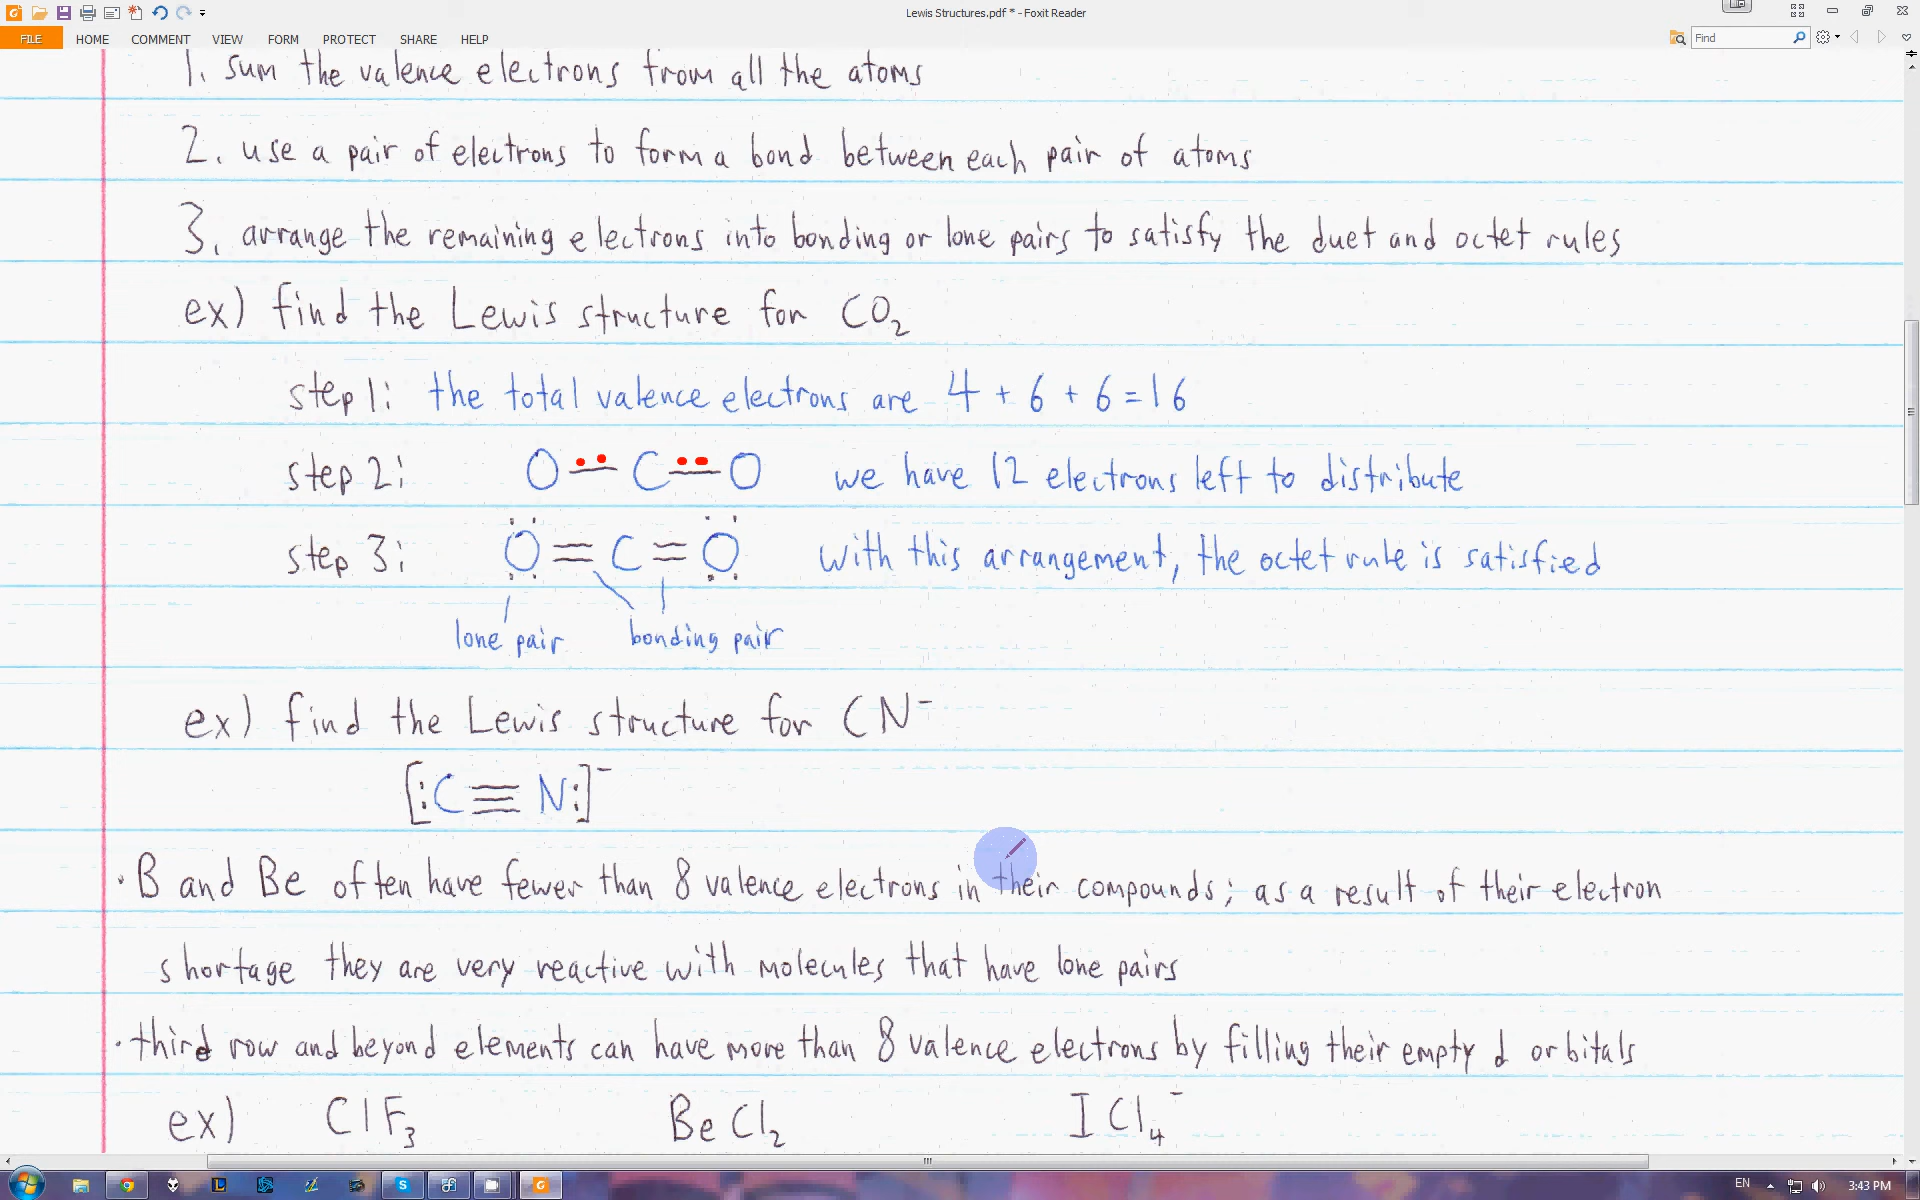 Lewis Structures.pdf * - Foxit Reader
FILE HOME COMMENT VIEW FORM PROTECT SHARE HELP Find
1. sum the valence electrons from all the atoms
2. use a pair of electrons to form a bond between each pair of atoms
3. arrange the remaining electrons into bonding or lone pairs to satisfy the duet and octet rules
ex) find the Lewis structure for CO₂
step 1: the total valence electrons are 4 + 6 + 6 = 16
step 2: O — C — O we have 12 electrons left to distribute
step 3: O = C = O with this arrangement, the octet rule is satisfied
lone pair bonding pair
ex) find the Lewis structure for CN⁻
[:C ≡ N:]⁻
· B and Be often have fewer than 8 valence electrons in their compounds; as a result of their electron
shortage they are very reactive with molecules that have lone pairs
· third row and beyond elements can have more than 8 valence electrons by filling their empty d orbitals
ex) ClF₃ BeCl₂ ICl₄⁻
EN 3:43 PM